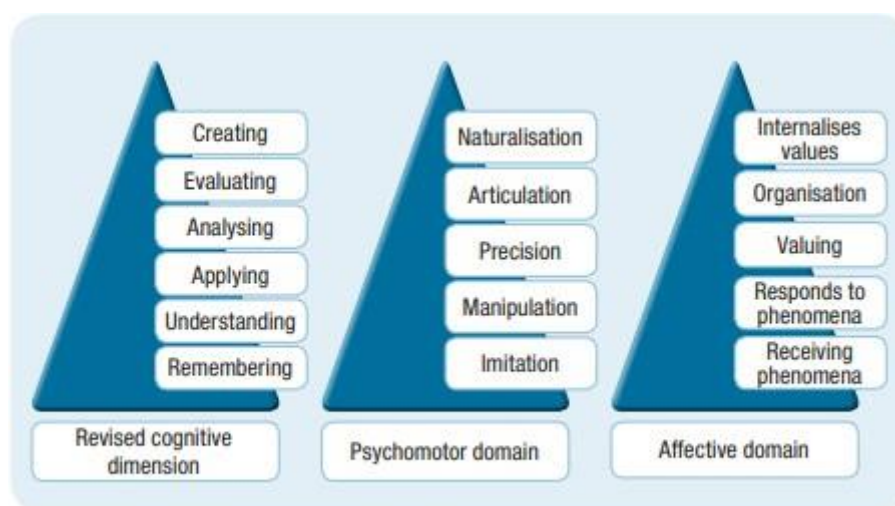 Creating
Evaluating
Analysing
Applying
Understanding
Remembering
Revised cognitive
dimension
Naturalisation
Articulation
Precision
Manipulation
Imitation
Psychomotor domain
Internalises
values
Organisation
Valuing
Responds to
phenomena
Receiving
phenomena
Affective domain